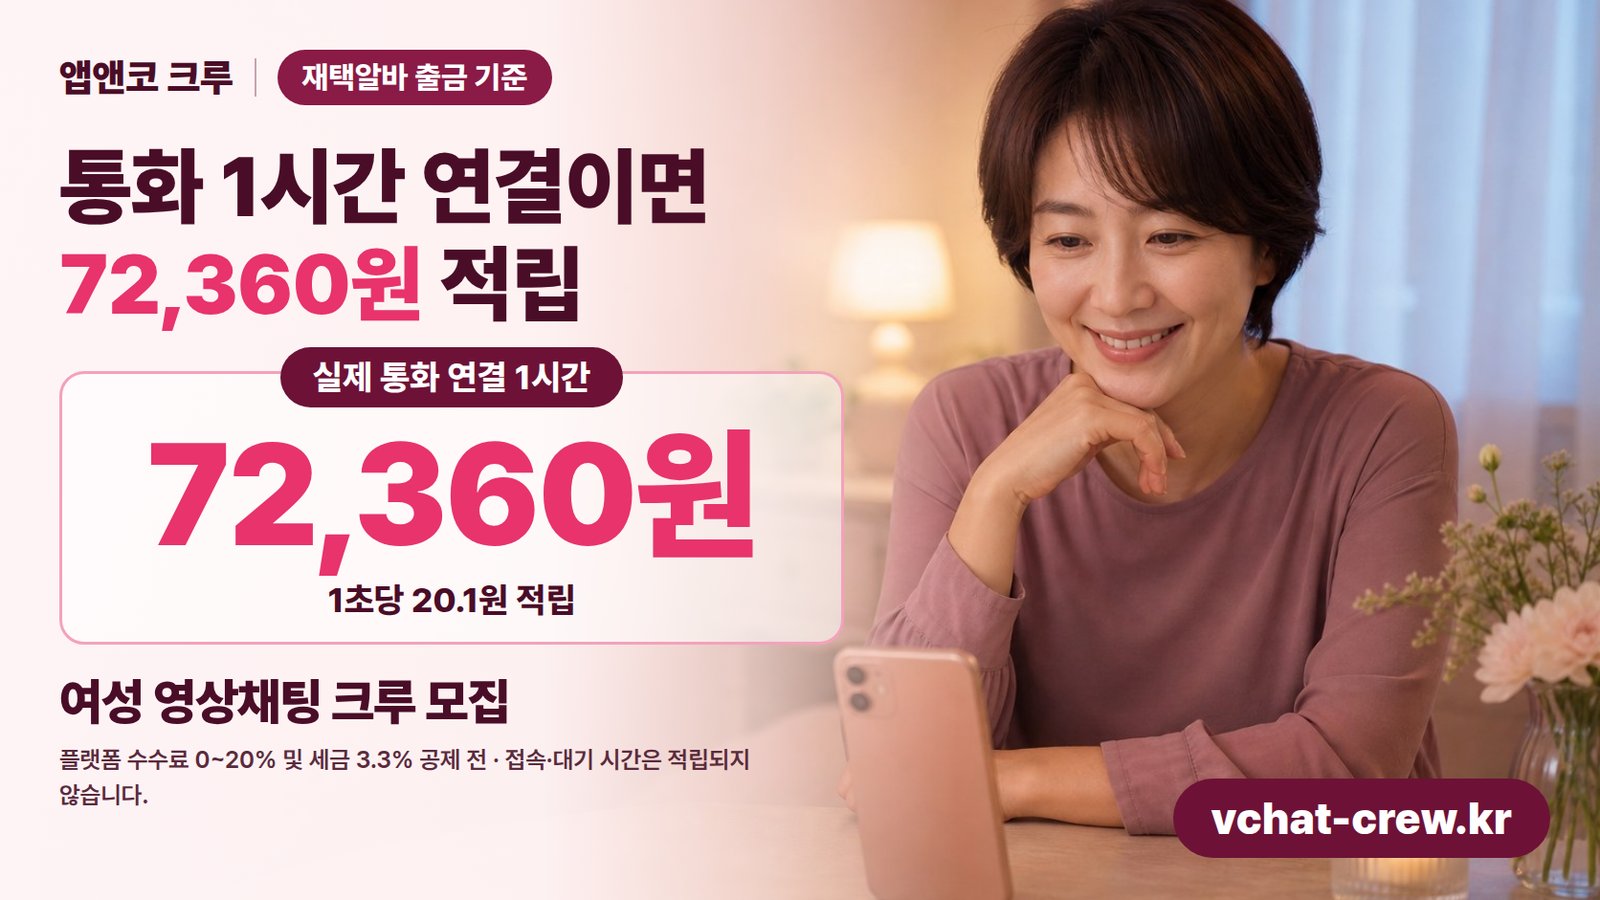 앱앤코 크루
재택알바 출금 기준
통화 1시간 연결이면
72,360원 적립
실제 통화 연결 1시간
72,360원
1초당 20.1원 적립
여성 영상채팅 크루 모집
플랫폼 수수료 0~20% 및 세금 3.3% 공제 전 · 접속·대기 시간은 적립되지
않습니다.
vchat-crew.kr